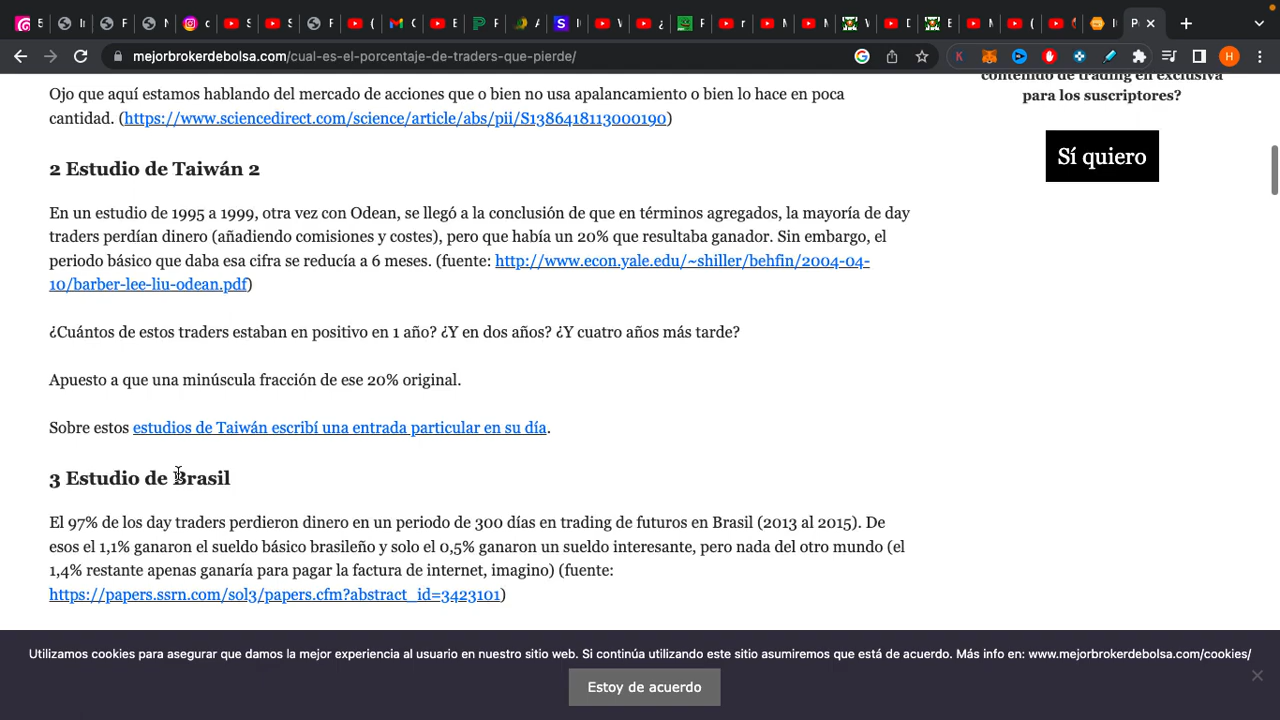 mejorbrokerdebolsa.com/cual-es-el-porcentaje-de-traders-que-pierde/
contenido de trading en exclusiva
para los suscriptores?
Sí quiero
Ojo que aquí estamos hablando del mercado de acciones que o bien no usa apalancamiento o bien lo hace en poca
cantidad. (https://www.sciencedirect.com/science/article/abs/pii/S1386418113000190)
2 Estudio de Taiwán 2
En un estudio de 1995 a 1999, otra vez con Odean, se llegó a la conclusión de que en términos agregados, la mayoría de day
traders perdían dinero (añadiendo comisiones y costes), pero que había un 20% que resultaba ganador. Sin embargo, el
periodo básico que daba esa cifra se reducía a 6 meses. (fuente: http://www.econ.yale.edu/~shiller/behfin/2004-04-
10/barber-lee-liu-odean.pdf)
¿Cuántos de estos traders estaban en positivo en 1 año? ¿Y en dos años? ¿Y cuatro años más tarde?
Apuesto a que una minúscula fracción de ese 20% original.
Sobre estos estudios de Taiwán escribí una entrada particular en su día.
3 Estudio de Brasil
El 97% de los day traders perdieron dinero en un periodo de 300 días en trading de futuros en Brasil (2013 al 2015). De
esos el 1,1% ganaron el sueldo básico brasileño y solo el 0,5% ganaron un sueldo interesante, pero nada del otro mundo (el
1,4% restante apenas ganaría para pagar la factura de internet, imagino) (fuente:
https://papers.ssrn.com/sol3/papers.cfm?abstract_id=3423101)
Utilizamos cookies para asegurar que damos la mejor experiencia al usuario en nuestro sitio web. Si continúa utilizando este sitio asumiremos que está de acuerdo. Más info en: www.mejorbrokerdebolsa.com/cookies/
Estoy de acuerdo